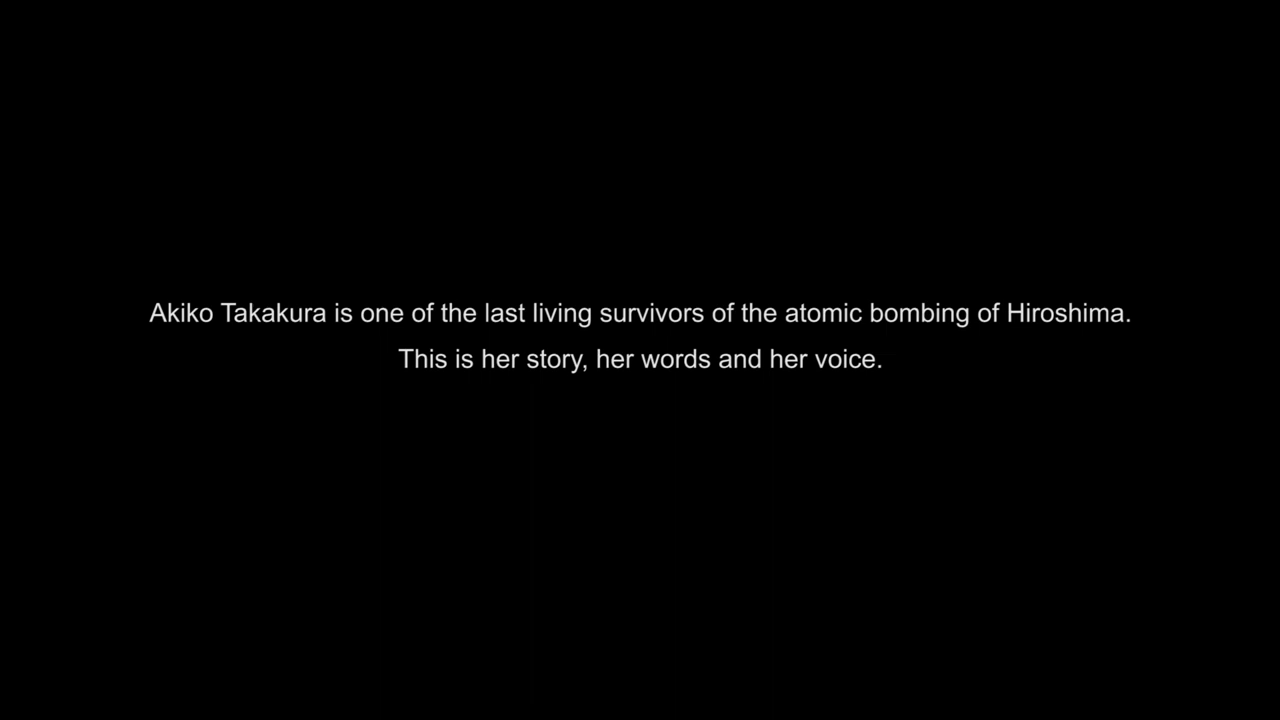 Akiko Takakura is one of the last living survivors of the atomic bombing of Hiroshima.
This is her story, her words and her voice.